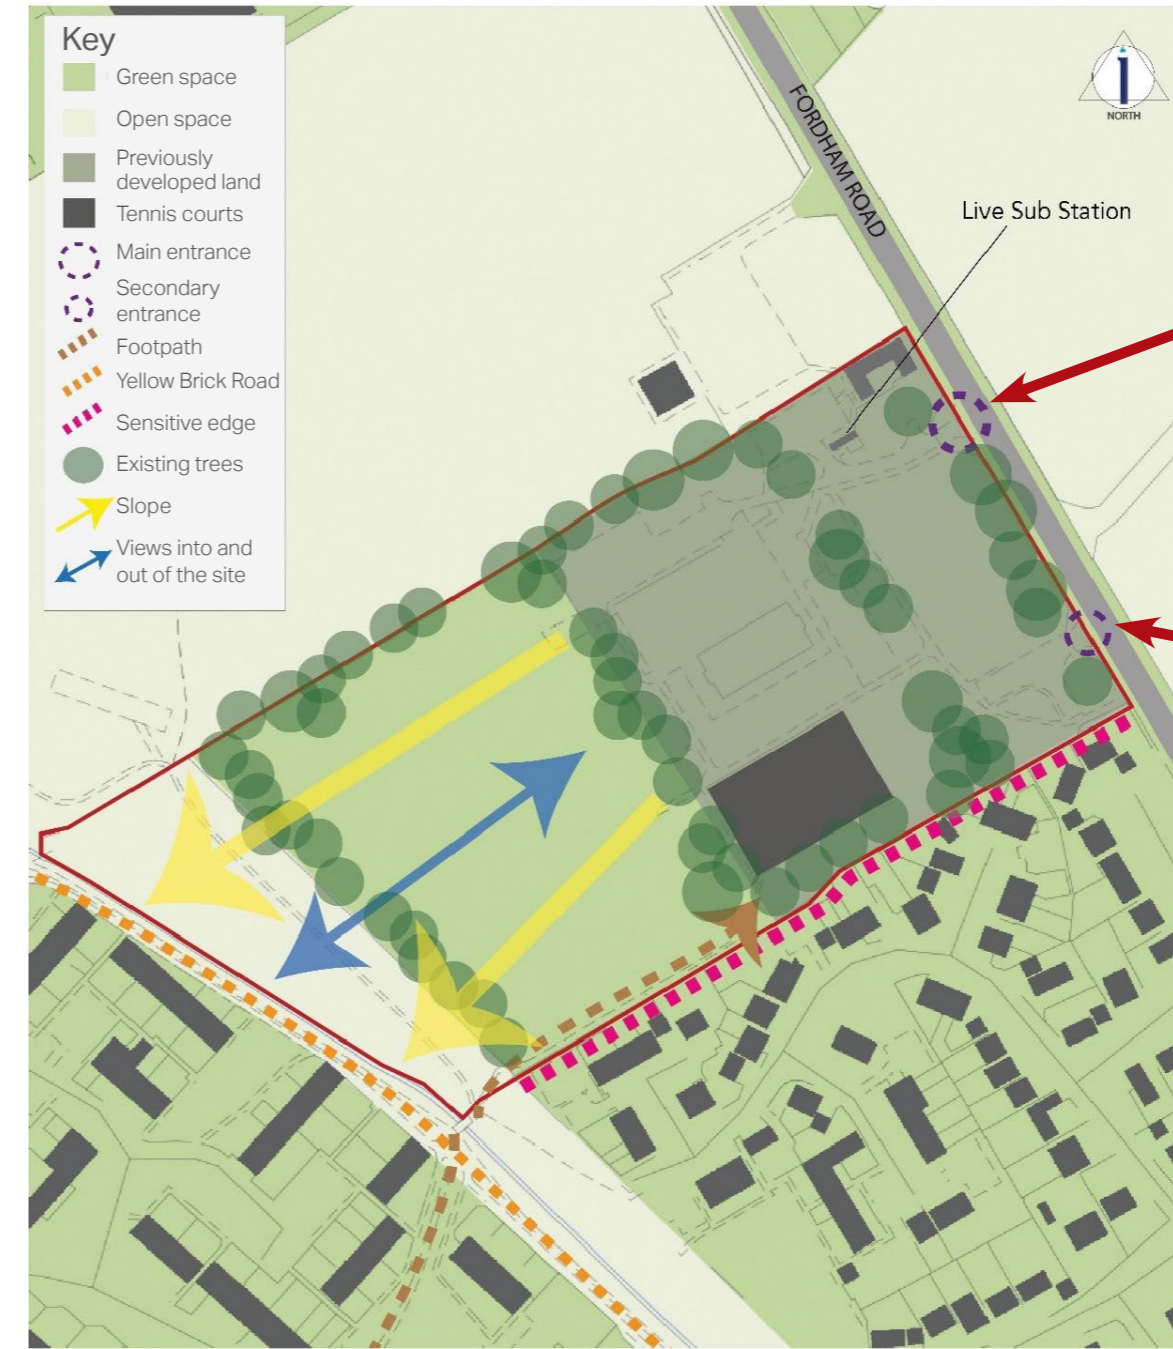 Key
Green space
Open space
Previously
developed land
Tennis courts
Main entrance
Secondary
entrance
Footpath
Yellow Brick Road
Sensitive edge
Existing trees
Slope
Views into and
out of the site
FORDHAM ROAD
Live Sub Station
i
NORTH